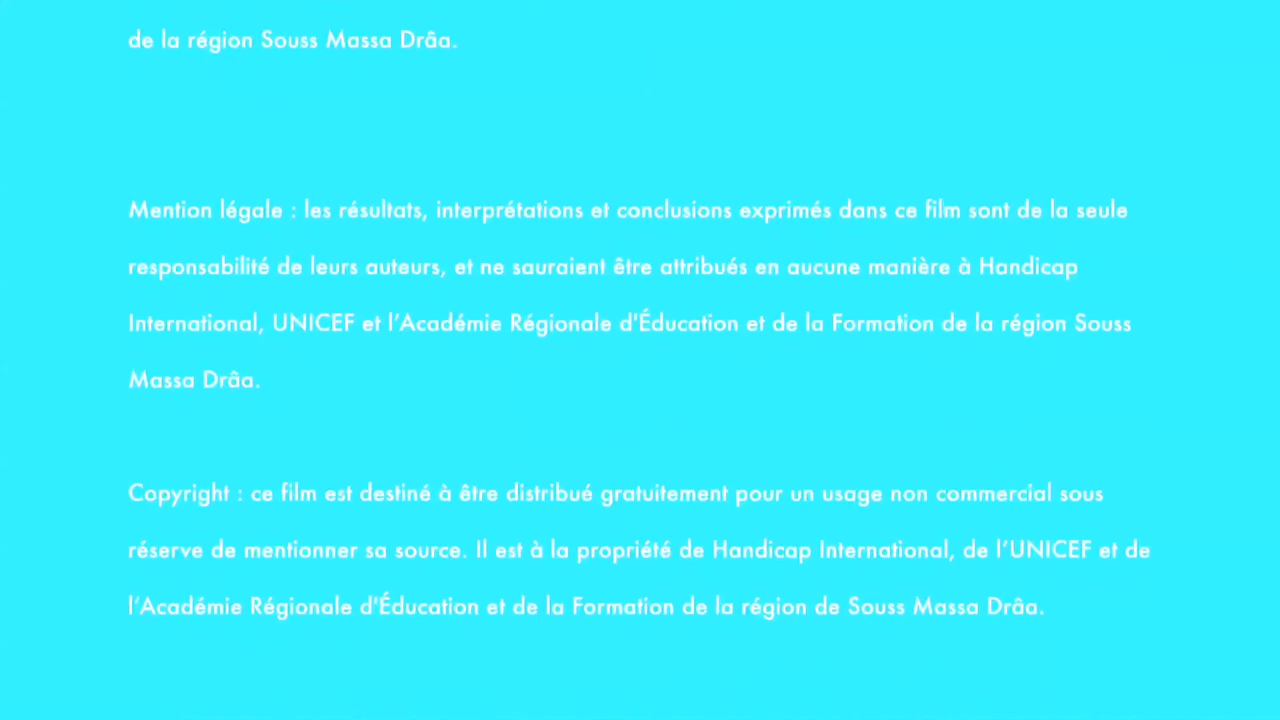 de la région Souss Massa Drâa.
Mention légale : les résultats, interprétations et conclusions exprimés dans ce film sont de la seule
responsabilité de leurs auteurs, et ne sauraient être attribués en aucune manière à Handicap
International, UNICEF et l’Académie Régionale d'Éducation et de la Formation de la région Souss
Massa Drâa.
Copyright : ce film est destiné à être distribué gratuitement pour un usage non commercial sous
réserve de mentionner sa source. Il est à la propriété de Handicap International, de l’UNICEF et de
l’Académie Régionale d'Éducation et de la Formation de la région de Souss Massa Drâa.